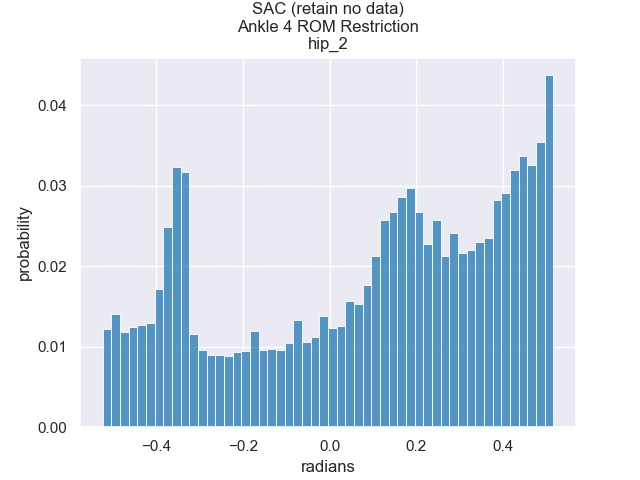 SAC (retain no data)
Ankle 4 ROM Restriction
hip_2
0.04
0.03
0.02
0.01
0.00
probability
−0.4
−0.2
0.0
0.2
0.4
radians